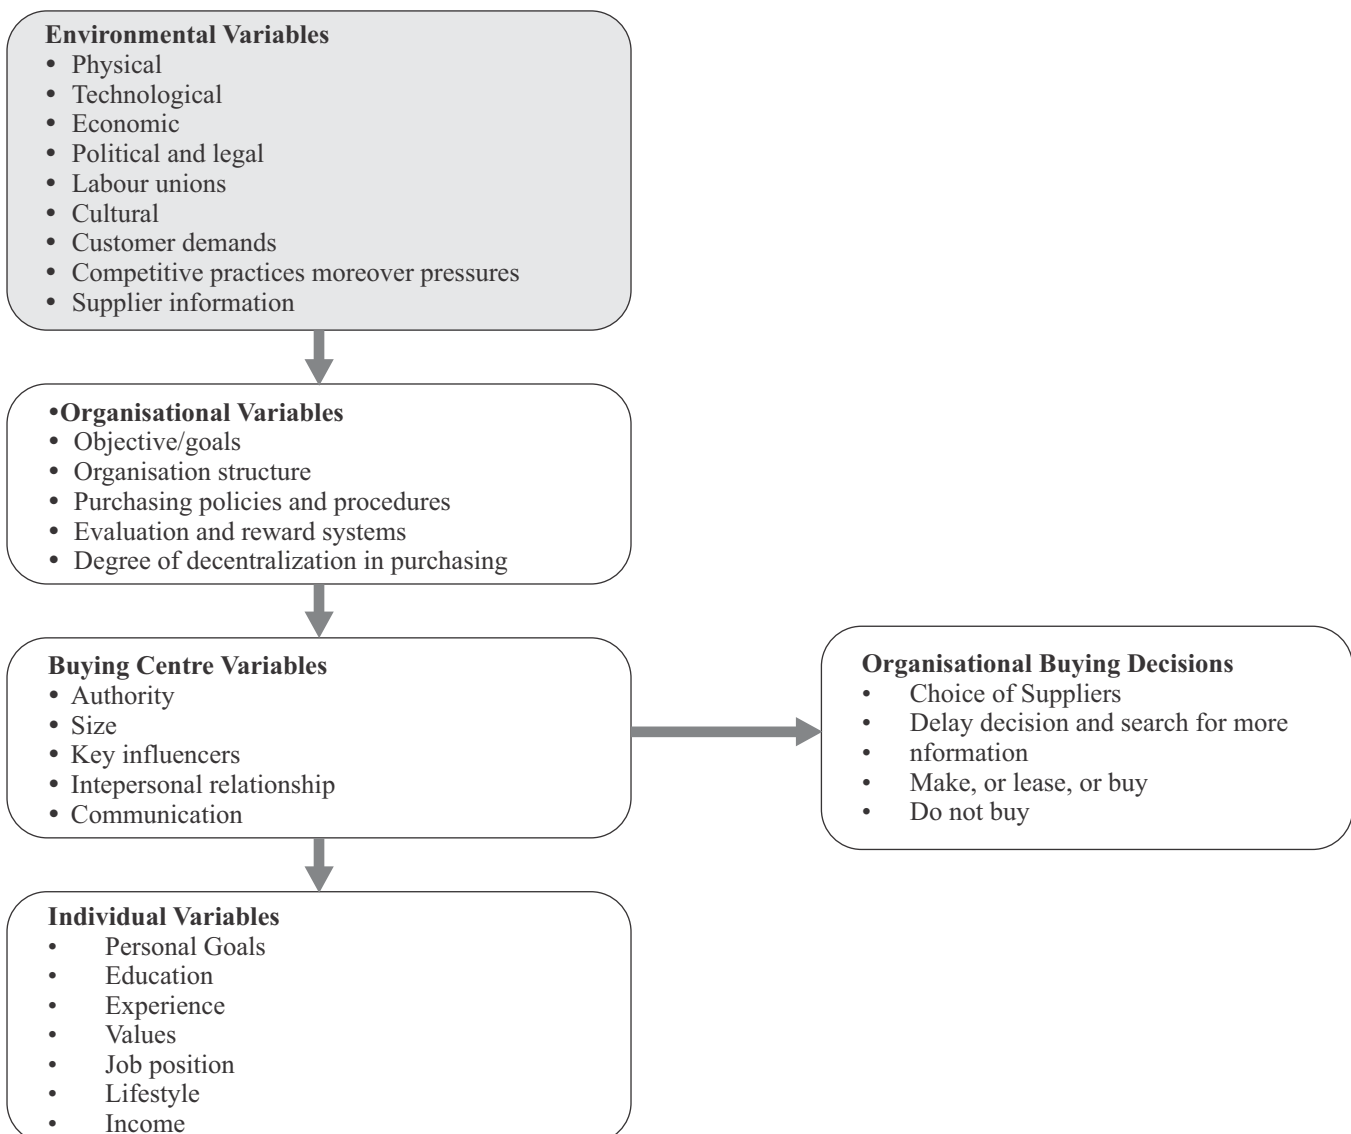 Environmental Variables
• Physical
• Technological
• Economic
• Political and legal
• Labour unions
• Cultural
• Customer demands
• Competitive practices moreover pressures
• Supplier information
•Organisational Variables
• Objective/goals
• Organisation structure
• Purchasing policies and procedures
• Evaluation and reward systems
• Degree of decentralization in purchasing
Buying Centre Variables
• Authority
• Size
• Key influencers
• Intepersonal relationship
• Communication
Organisational Buying Decisions
• Choice of Suppliers
• Delay decision and search for more
• nformation
• Make, or lease, or buy
• Do not buy
Individual Variables
• Personal Goals
• Education
• Experience
• Values
• Job position
• Lifestyle
• Income